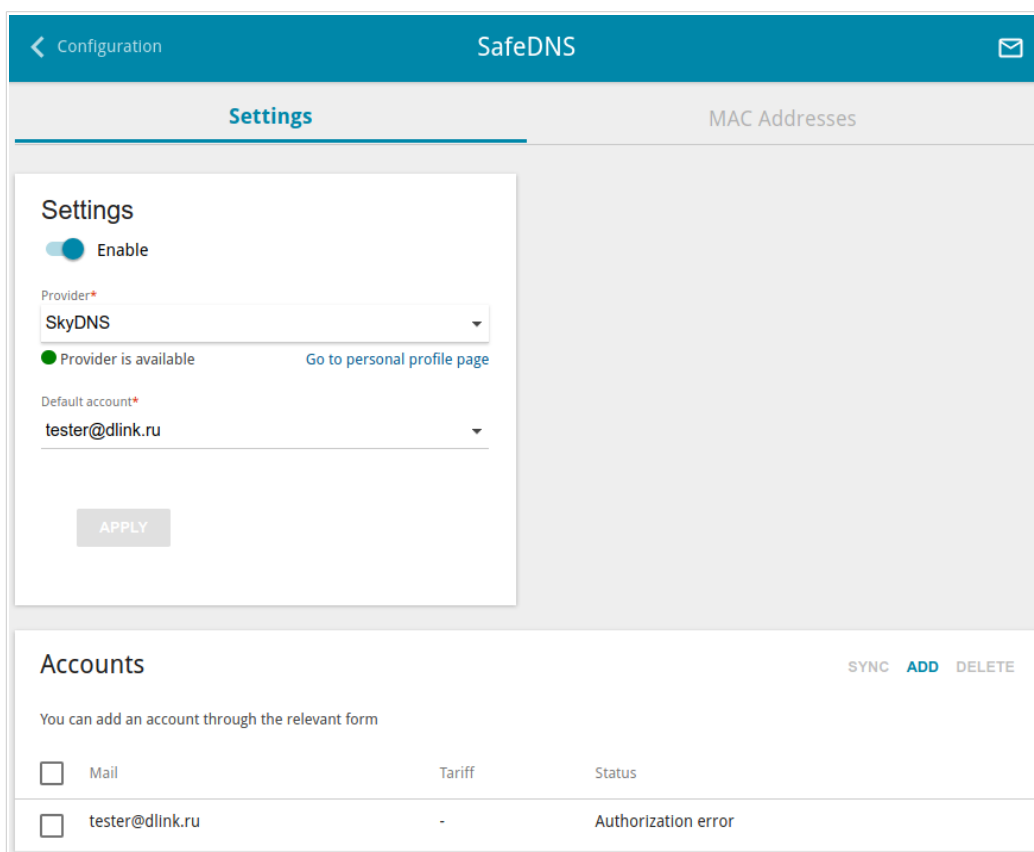 Configuration
SafeDNS
Settings
MAC Addresses
Settings
Enable
Provider*
SkyDNS
Provider is available
Go to personal profile page
Default account*
tester@dlink.ru
APPLY
Accounts
SYNC ADD DELETE
You can add an account through the relevant form
Mail Tariff Status
tester@dlink.ru - Authorization error